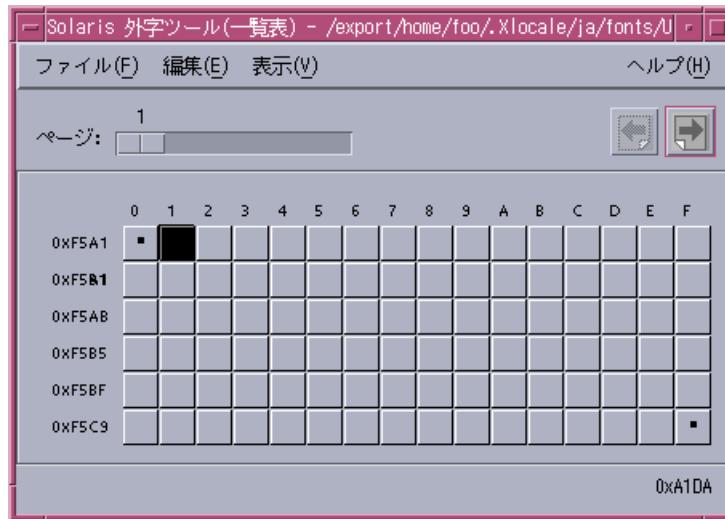 Solaris 外字ツール(一覧表) - /export/home/foo/.Xlocale/ja/fonts/U
ファイル(F) 編集(E) 表示(V) ヘルプ(H)
1
ページ:
0 1 2 3 4 5 6 7 8 9 A B C D E F
0xF5A1
0xF5B1
0xF5AB
0xF5B5
0xF5BF
0xF5C9
0xA1DA